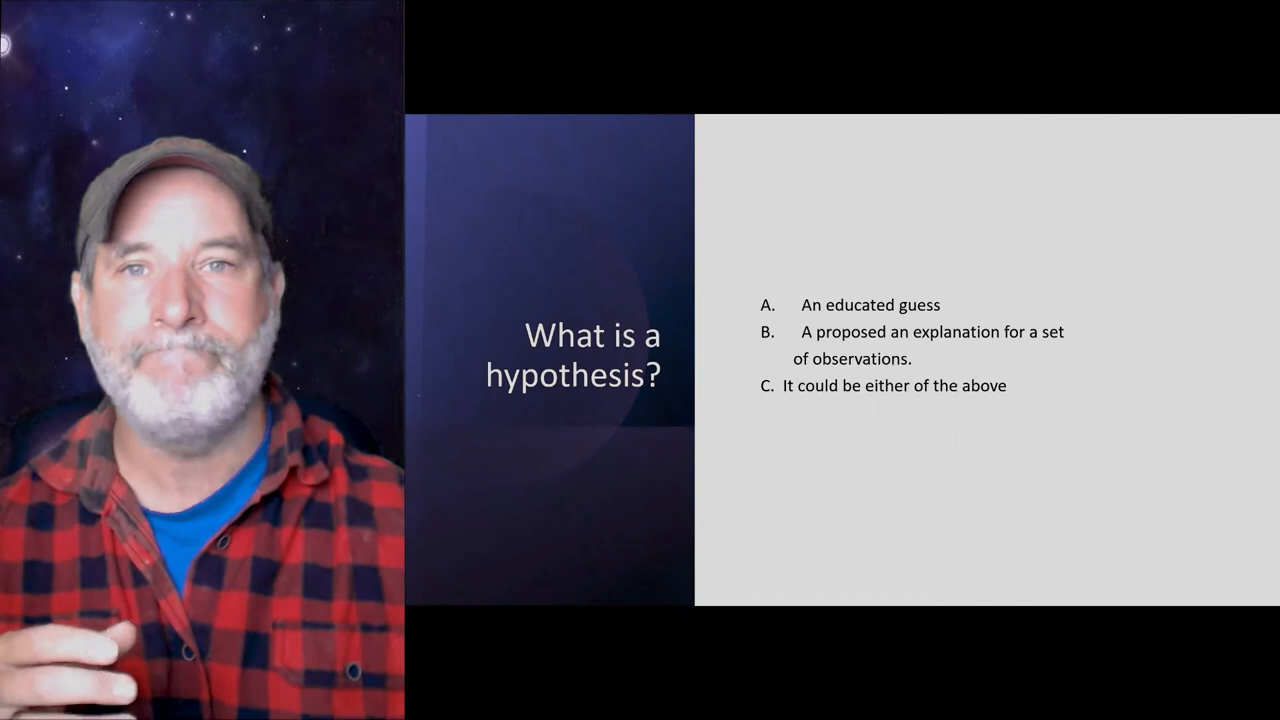 What is a
hypothesis?
A. An educated guess
B. A proposed an explanation for a set
of observations.
C. It could be either of the above